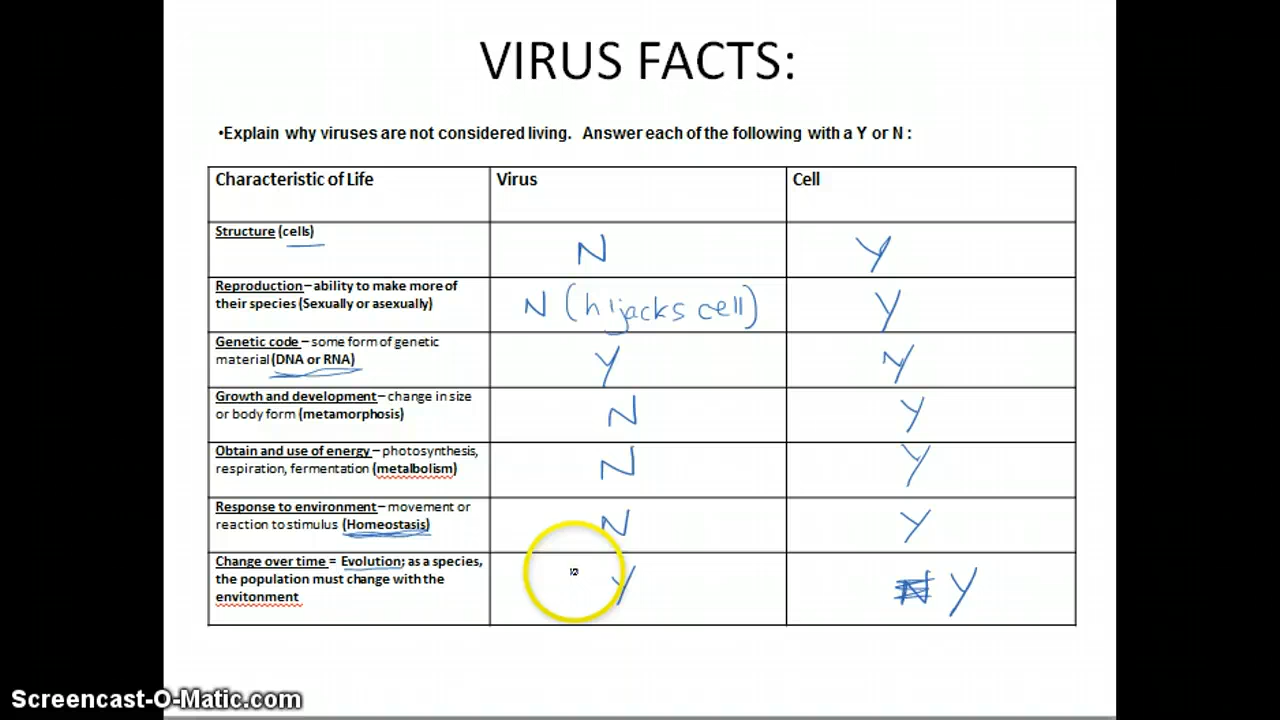 VIRUS FACTS:
•Explain why viruses are not considered living. Answer each of the following with a Y or N :
Characteristic of Life Virus Cell
Structure (cells) N Y
Reproduction – ability to make more of
their species (Sexually or asexually) N (hijacks cell) Y
Genetic code – some form of genetic
material (DNA or RNA) Y Y
Growth and development – change in size
or body form (metamorphosis) N Y
Obtain and use of energy – photosynthesis,
respiration, fermentation (metalbolism) N Y
Response to environment – movement or
reaction to stimulus (Homeostasis) N Y
Change over time = Evolution; as a species,
the population must change with the
envitonment Y N Y
Screencast-O-Matic.com